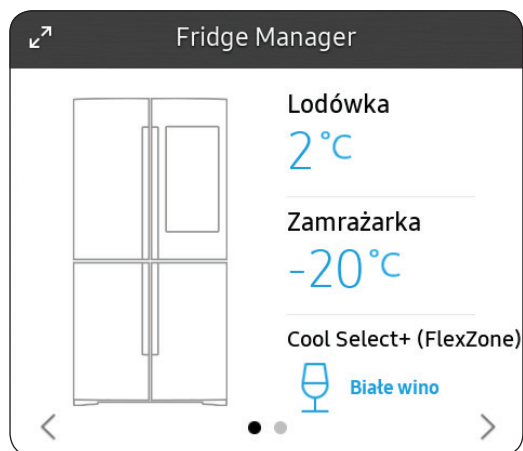 Fridge Manager
Lodówka
2°C
Zamrażarka
-20°C
Cool Select+ (FlexZone)
Białe wino